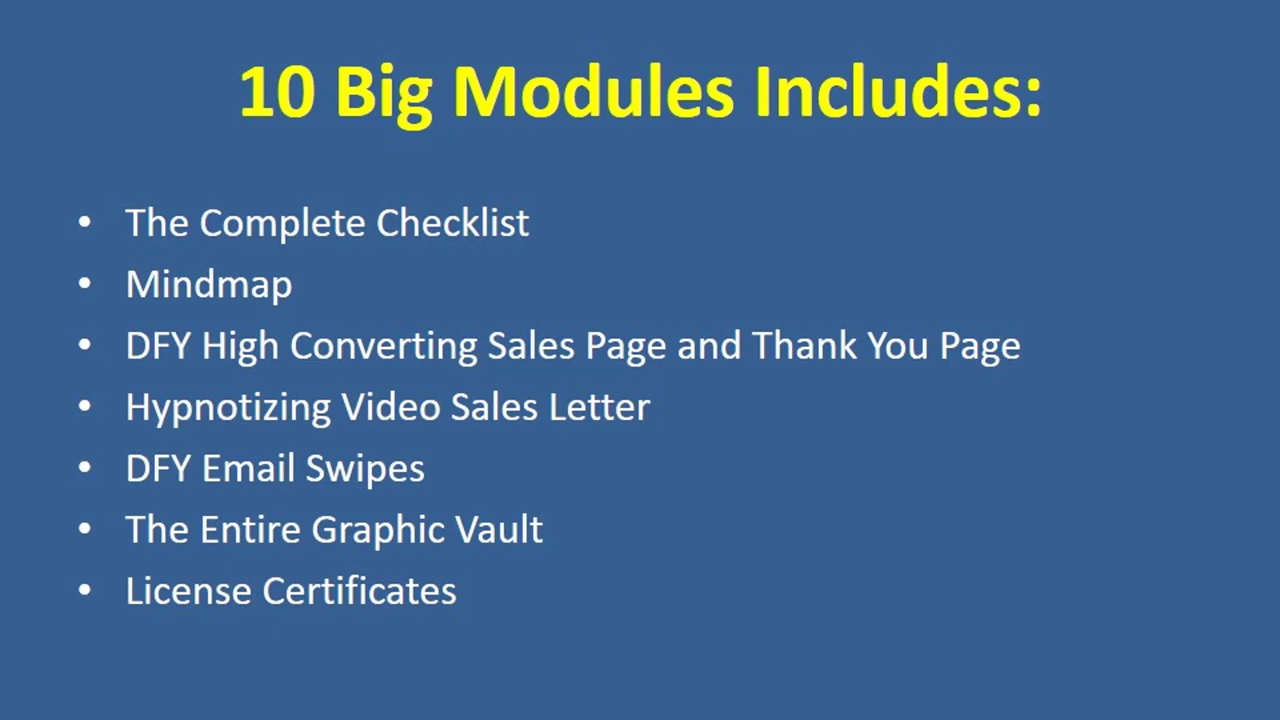 10 Big Modules Includes:
• The Complete Checklist
• Mindmap
• DFY High Converting Sales Page and Thank You Page
• Hypnotizing Video Sales Letter
• DFY Email Swipes
• The Entire Graphic Vault
• License Certificates